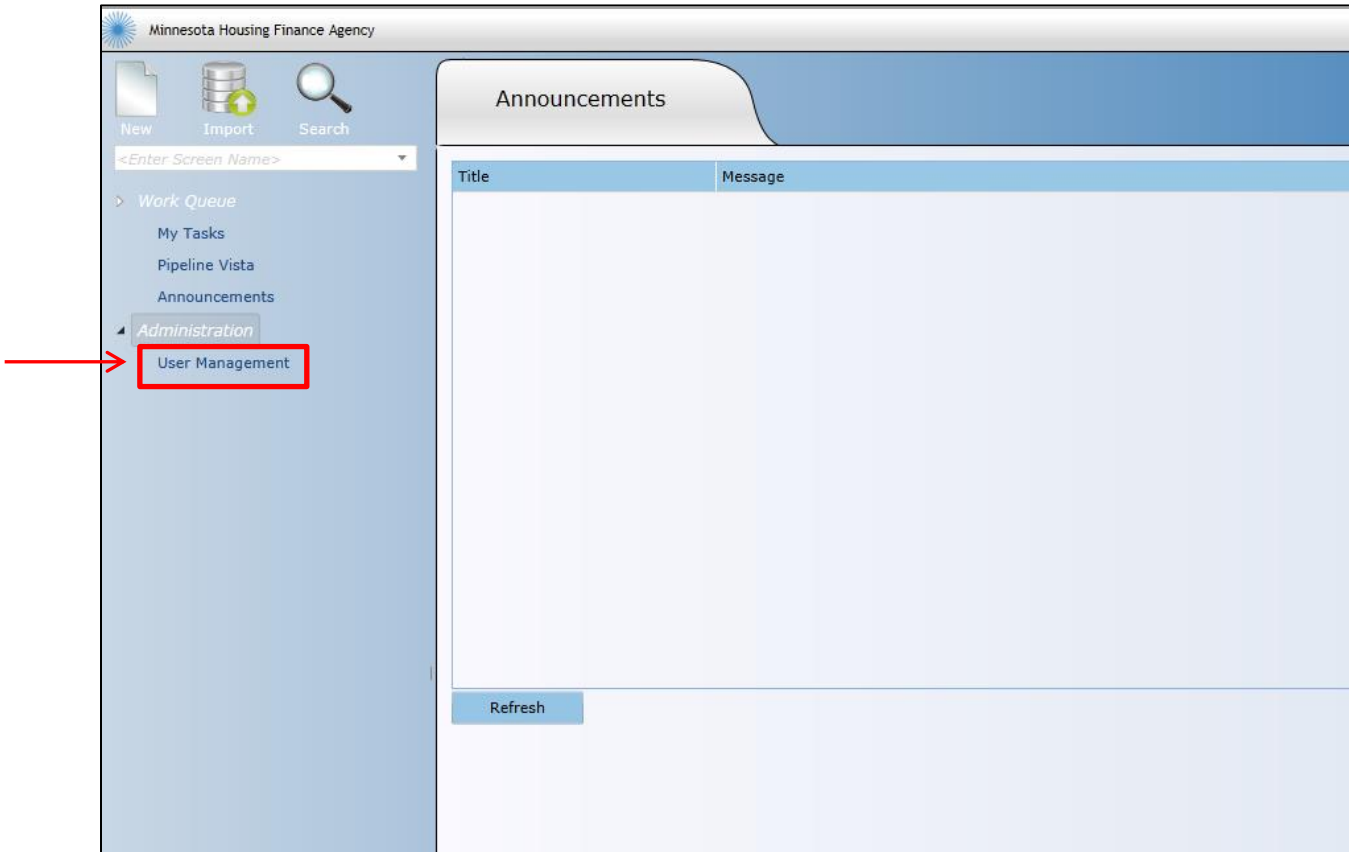 Minnesota Housing Finance Agency
New Import Search
<Enter Screen Name>
Work Queue
My Tasks
Pipeline Vista
Announcements
Administration
User Management
Announcements
Title Message
Refresh